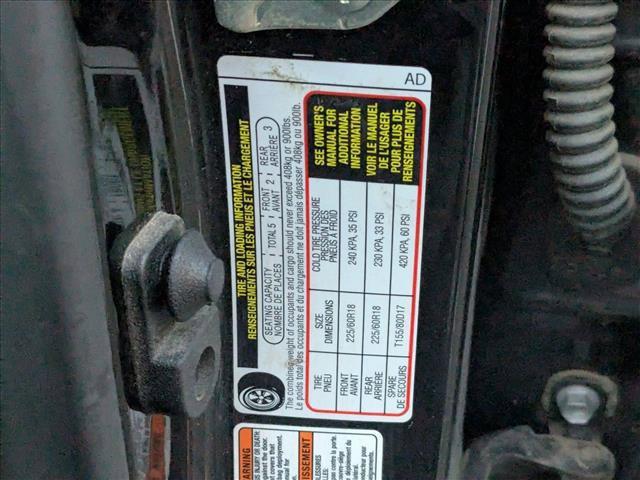 AD
TIRE AND LOADING INFORMATION
RENSEIGNEMENTS SUR LES PNEUS ET LE CHARGEMENT
SEATING CAPACITY TOTAL 5 FRONT 2 REAR 3
NOMBRE DE PLACES AVANT ARRIÈRE
The combined weight of occupants and cargo should never exceed 408kg or 900lbs.
Le poids total des occupants et du chargement ne doit jamais dépasser 408kg ou 900lb.
TIRE SIZE COLD TIRE PRESSURE
PNEU DIMENSIONS PRESSION DES
PNEUS À FROID
FRONT 225/60R18 240 KPA, 35 PSI
AVANT
REAR 225/60R18 230 KPA, 33 PSI
ARRIÈRE
SPARE T155/80D17 420 KPA, 60 PSI
DE SECOURS
SEE OWNER'S
MANUAL FOR
ADDITIONAL
INFORMATION
VOIR LE MANUEL
DE L'USAGER
POUR PLUS DE
RENSEIGNEMENTS
WARNING